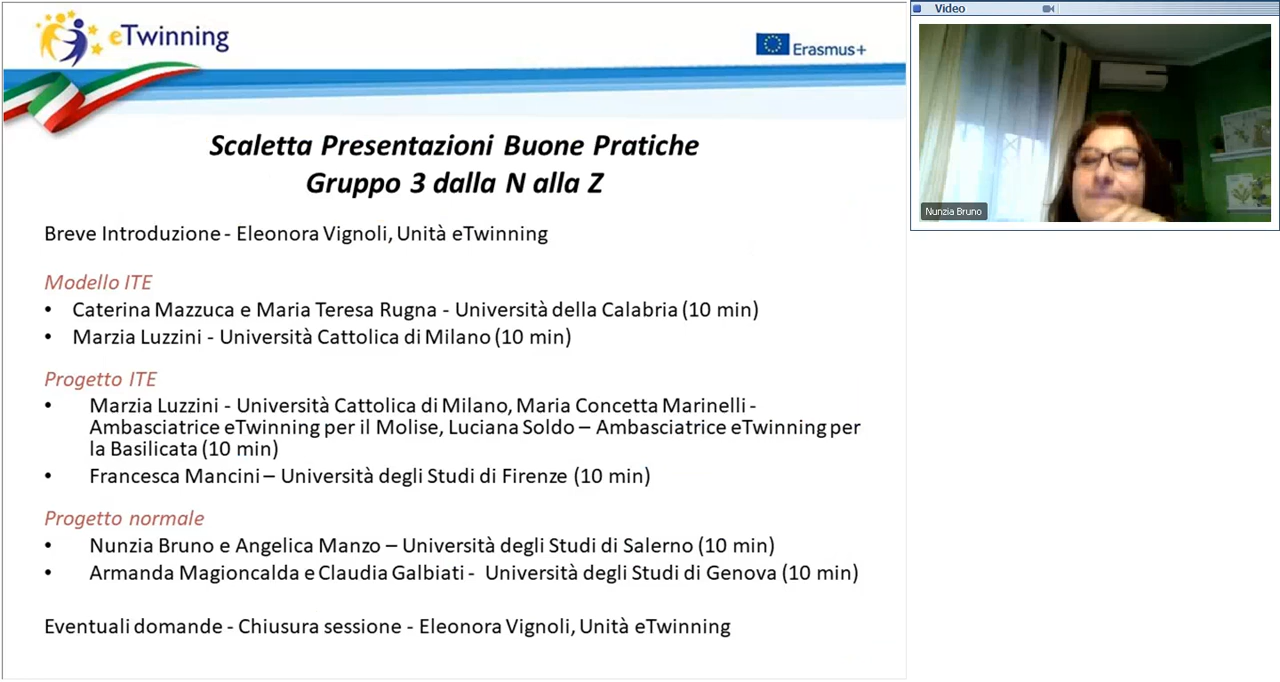 eTwinning
Erasmus+
Scaletta Presentazioni Buone Pratiche
Gruppo 3 dalla N alla Z
Breve Introduzione - Eleonora Vignoli, Unità eTwinning
Modello ITE
• Caterina Mazzuca e Maria Teresa Rugna - Università della Calabria (10 min)
• Marzia Luzzini - Università Cattolica di Milano (10 min)
Progetto ITE
• Marzia Luzzini - Università Cattolica di Milano, Maria Concetta Marinelli -
Ambasciatrice eTwinning per il Molise, Luciana Soldo – Ambasciatrice eTwinning per
la Basilicata (10 min)
• Francesca Mancini – Università degli Studi di Firenze (10 min)
Progetto normale
• Nunzia Bruno e Angelica Manzo – Università degli Studi di Salerno (10 min)
• Armanda Magioncalda e Claudia Galbiati - Università degli Studi di Genova (10 min)
Eventuali domande - Chiusura sessione - Eleonora Vignoli, Unità eTwinning
Video
Nunzia Bruno